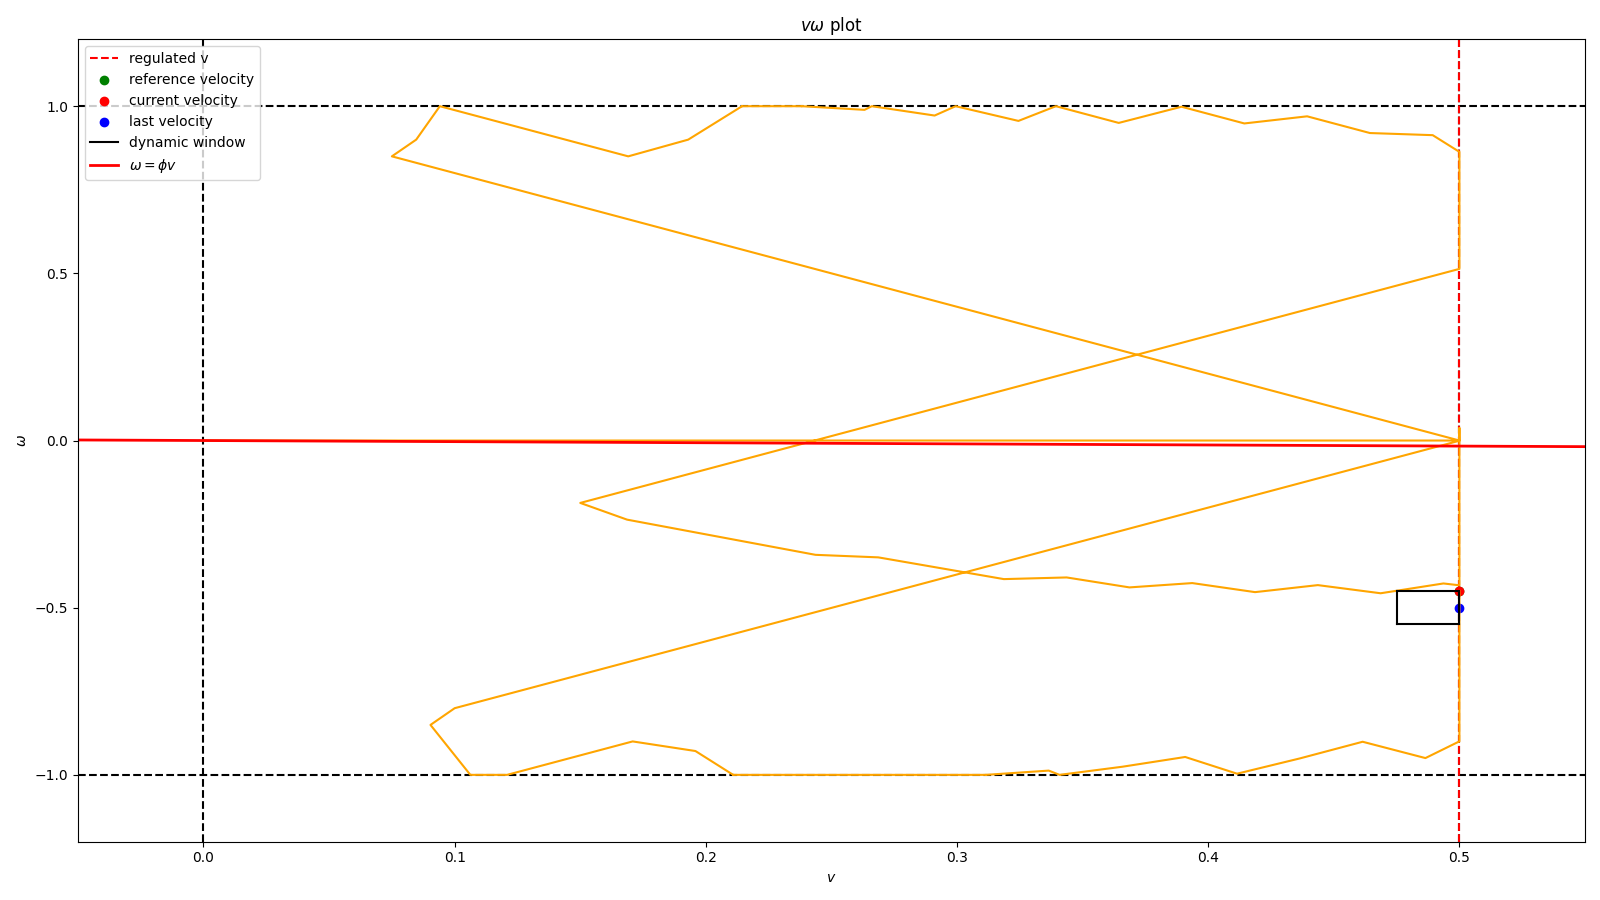 vω plot
regulated v
reference velocity
current velocity
last velocity
dynamic window
ω = ϕv
1.0
0.5
0.0
−0.5
−1.0
ω
0.0 0.1 0.2 0.3 0.4 0.5
v